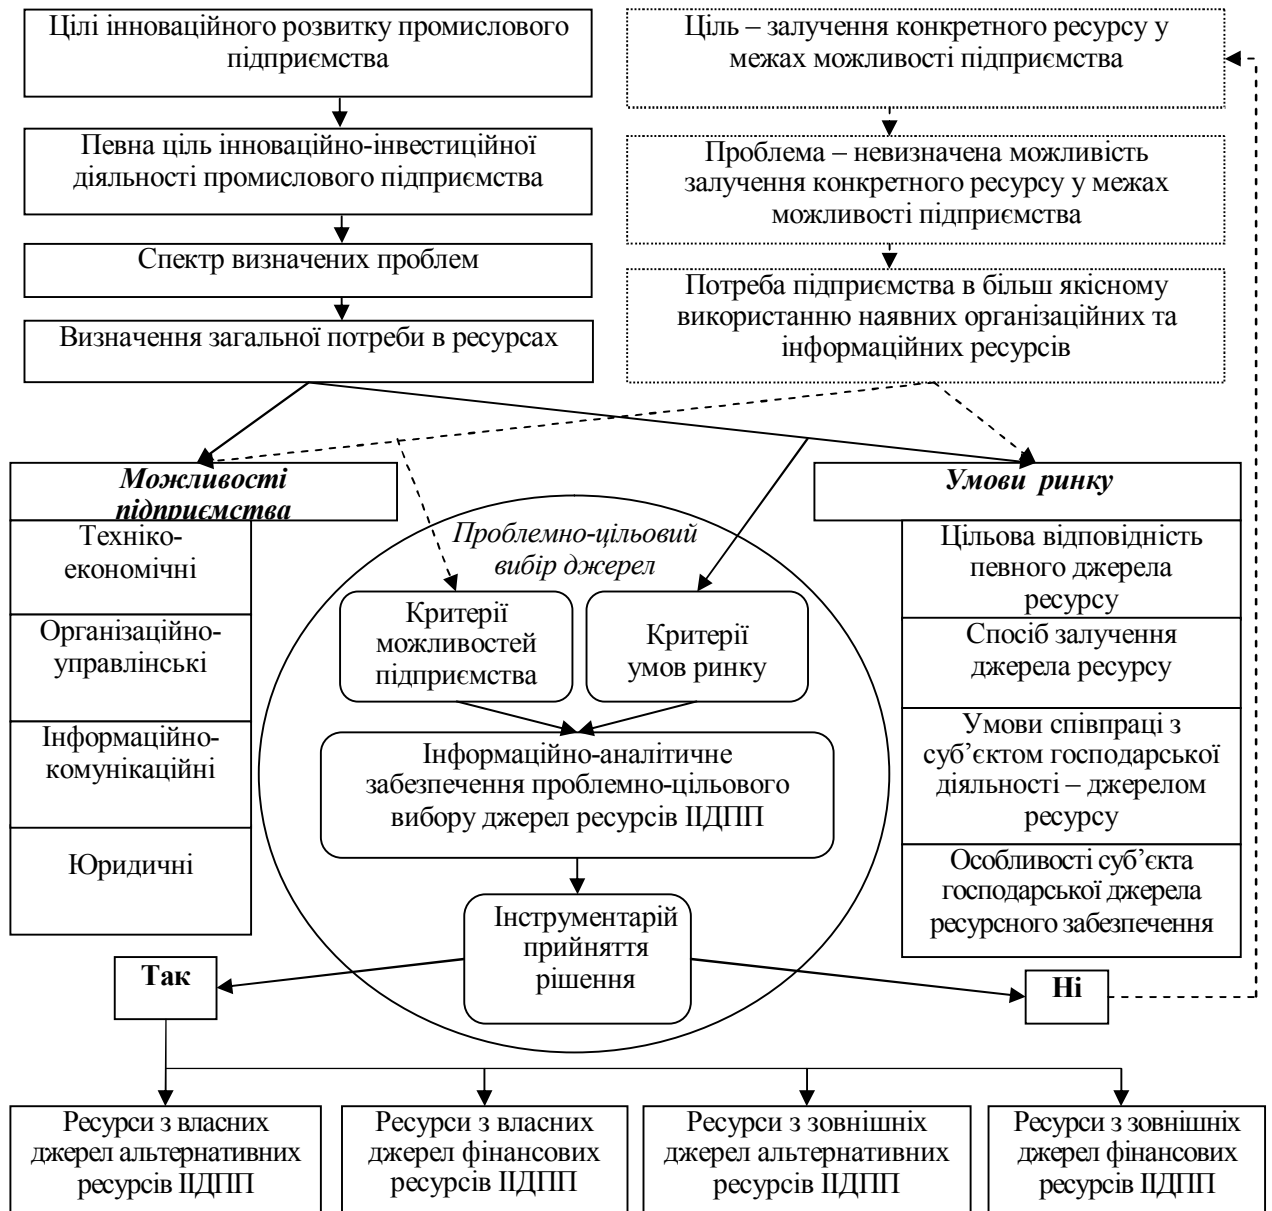 Цілі інноваційного розвитку промислового
підприємства
Певна ціль інноваційно-інвестиційної
діяльності промислового підприємства
Спектр визначених проблем
Визначення загальної потреби в ресурсах
Ціль – залучення конкретного ресурсу у
межах можливості підприємства
Проблема – невизначена можливість
залучення конкретного ресурсу у межах
можливості підприємства
Потреба підприємства в більш якісному
використанню наявних організаційних та
інформаційних ресурсів
Можливості
підприємства
Техніко-
економічні
Організаційно-
управлінські
Інформаційно-
комунікаційні
Юридичні
Проблемно-цільовий
вибір джерел
Критерії
можливостей
підприємства
Критерії
умов ринку
Інформаційно-аналітичне
забезпечення проблемно-цільового
вибору джерел ресурсів ІІДПП
Інструментарій
прийняття
рішення
Умови ринку
Цільова відповідність
певного джерела
ресурсу
Спосіб залучення
джерела ресурсу
Умови співпраці з
суб’єктом господарської
діяльності – джерелом
ресурсу
Особливості суб’єкта
господарської джерела
ресурсного забезпечення
Так
Ні
Ресурси з власних
джерел альтернативних
ресурсів ІІДПП
Ресурси з власних
джерел фінансових
ресурсів ІІДПП
Ресурси з зовнішніх
джерел альтернативних
ресурсів ІІДПП
Ресурси з зовнішніх
джерел фінансових
ресурсів ІІДПП